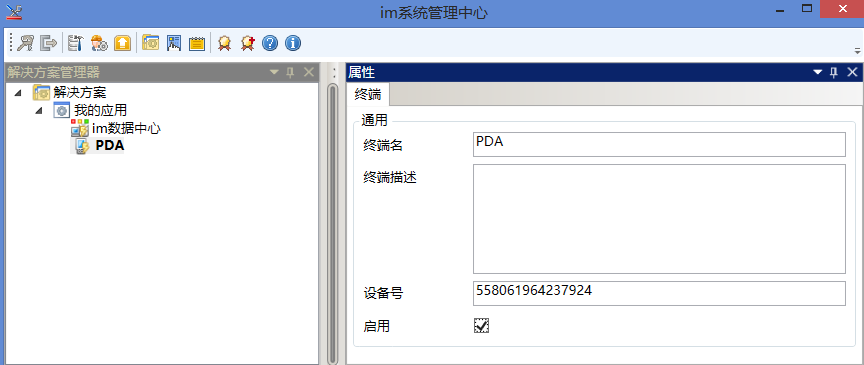 im系统管理中心
解决方案管理器
解决方案
我的应用
im数据中心
PDA
属性
终端
通用
终端名
PDA
终端描述
设备号
558061964237924
启用